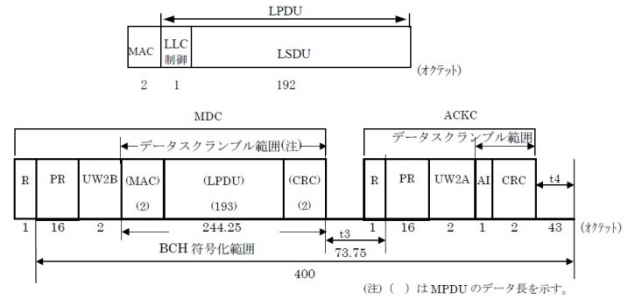 LPDU
MAC LLC制御 LSDU
(オクテット)
2 1 192
MDC ACKC
データスクランブル範囲(注) データスクランブル範囲
R PR UW2B (MAC) (LPDU) (CRC) R PR UW2A AI CRC t4
(2) (193) (2)
1 16 2 244.25 t3 1 16 2 1 2 43 (オクテット)
BCH 符号化範囲 73.75
400
(注) ( ) は MPDU のデータ長を示す。